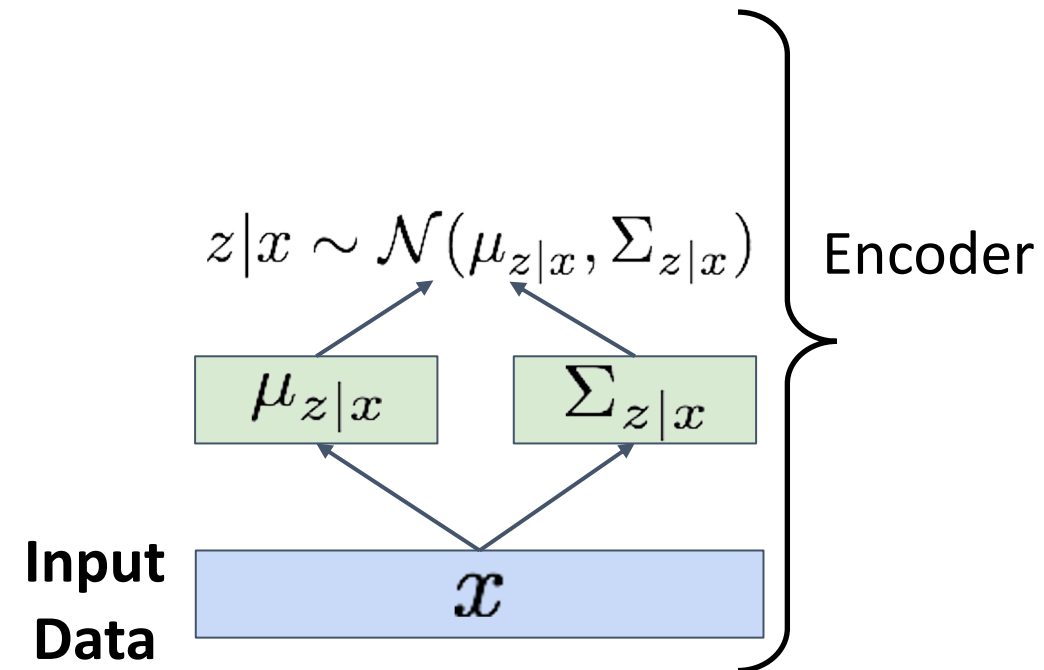 z|x ∼ 𝒩(μ_{z|x}, Σ_{z|x})
Encoder
μ_{z|x}
Σ_{z|x}
Input
Data
x